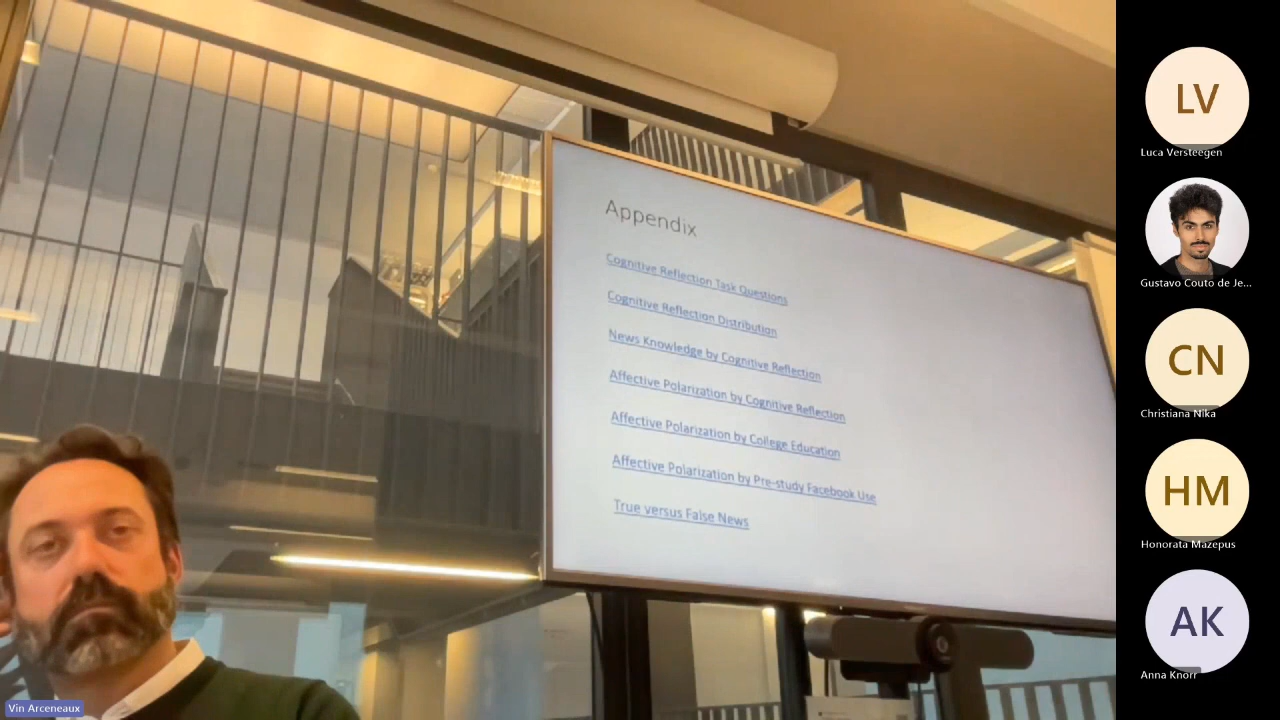 Appendix
Cognitive Reflection Task Questions
Cognitive Reflection Distribution
News Knowledge by Cognitive Reflection
Affective Polarization by Cognitive Reflection
Affective Polarization by College Education
Affective Polarization by Pre-study Facebook Use
True versus False News
Vin Arceneaux
LV
Luca Versteegen
Gustavo Couto de Je...
CN
Christiana Nika
HM
Honorata Mazepus
AK
Anna Knorr